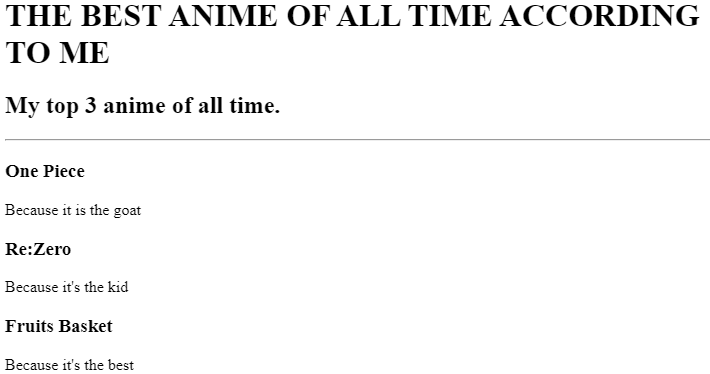 THE BEST ANIME OF ALL TIME ACCORDING
TO ME
My top 3 anime of all time.
One Piece
Because it is the goat
Re:Zero
Because it's the kid
Fruits Basket
Because it's the best